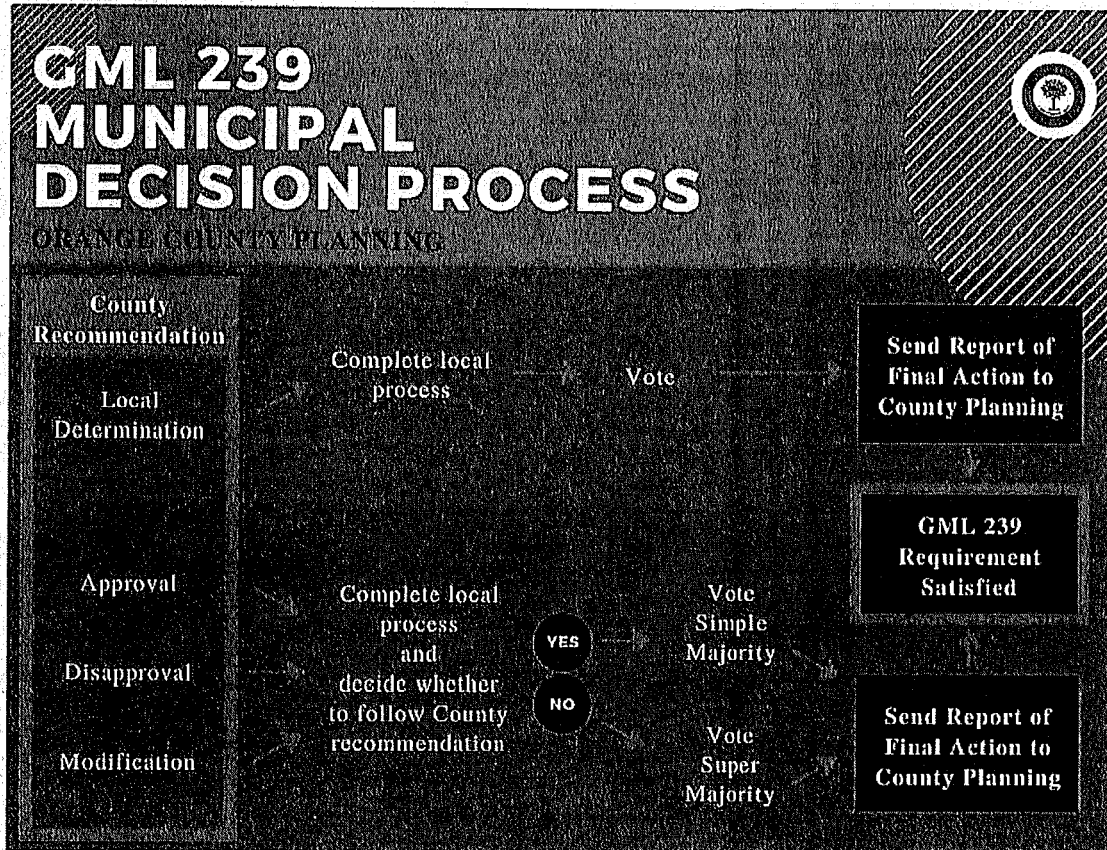 GML 239
MUNICIPAL
DECISION PROCESS
ORANGE COUNTY PLANNING
County
Recommendation
Local
Determination
Complete local
process
Vote
Send Report of
Final Action to
County Planning
GML 239
Requirement
Satisfied
Approval
Disapproval
Modification
Complete local
process
and
decide whether
to follow County
recommendation
YES
NO
Vote
Simple
Majority
Vote
Super
Majority
Send Report of
Final Action to
County Planning